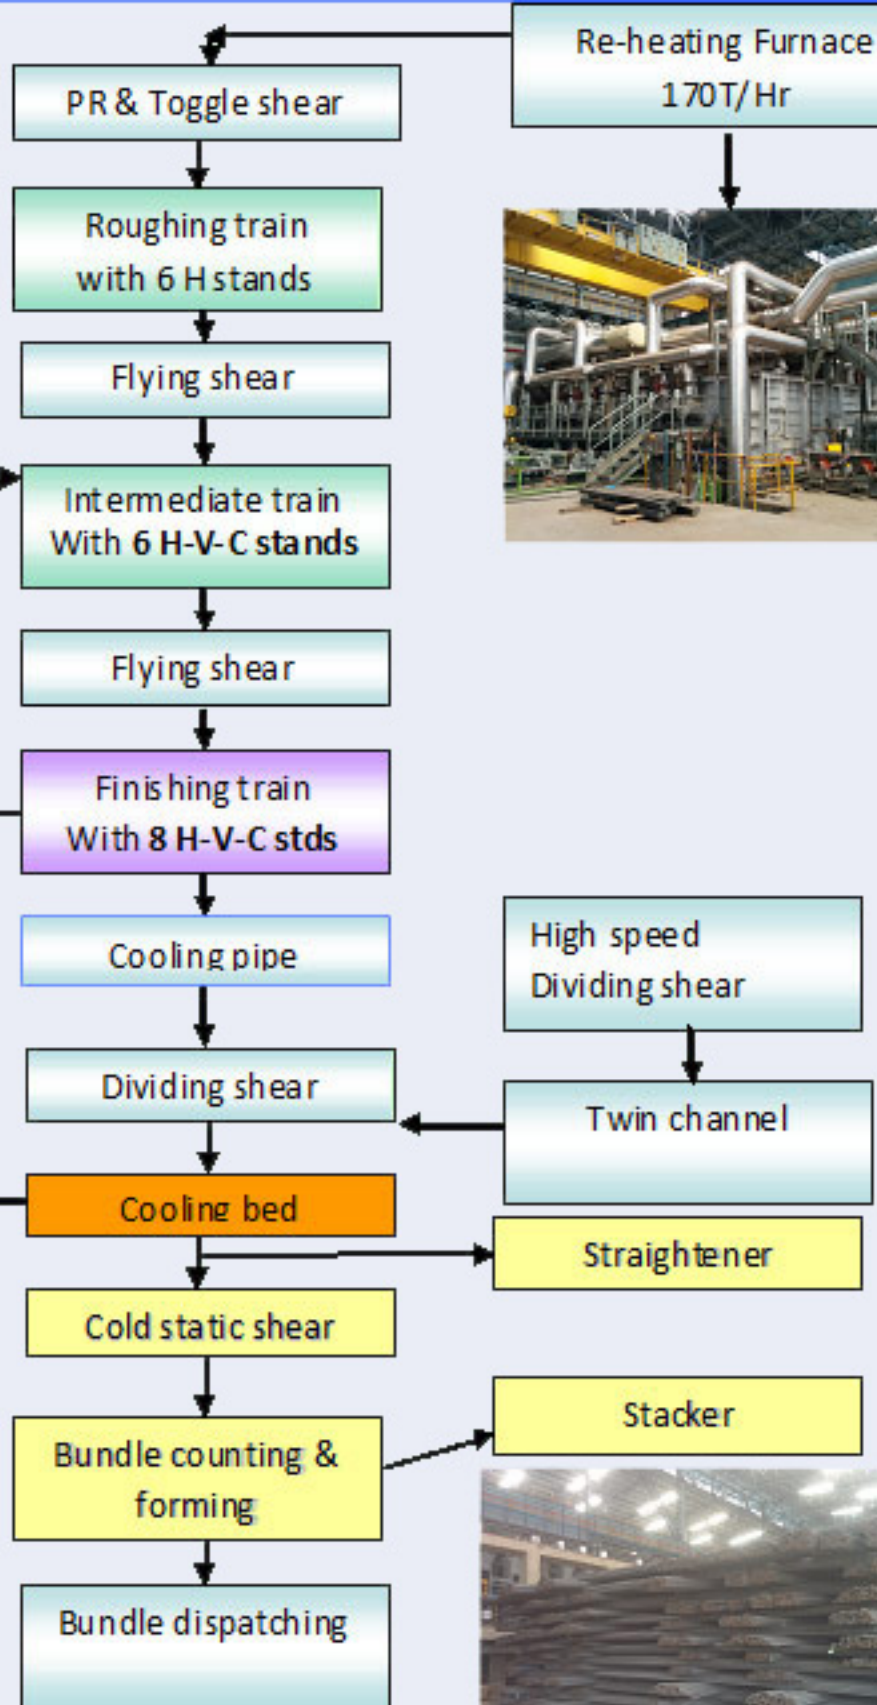 Re-heating Furnace
170T/Hr
PR & Toggle shear
Roughing train
with 6 H stands
Flying shear
Intermediate train
With 6 H-V-C stands
Flying shear
Finishing train
With 8 H-V-C stds
Cooling pipe
High speed
Dividing shear
Dividing shear
Twin channel
Cooling bed
Straightener
Cold static shear
Stacker
Bundle counting &
forming
Bundle dispatching